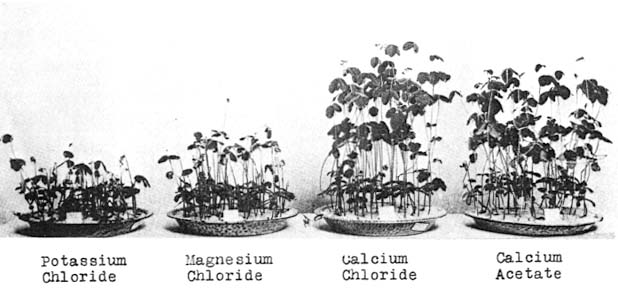 Potassium
Chloride
Magnesium
Chloride
Calcium
Chloride
Calcium
Acetate